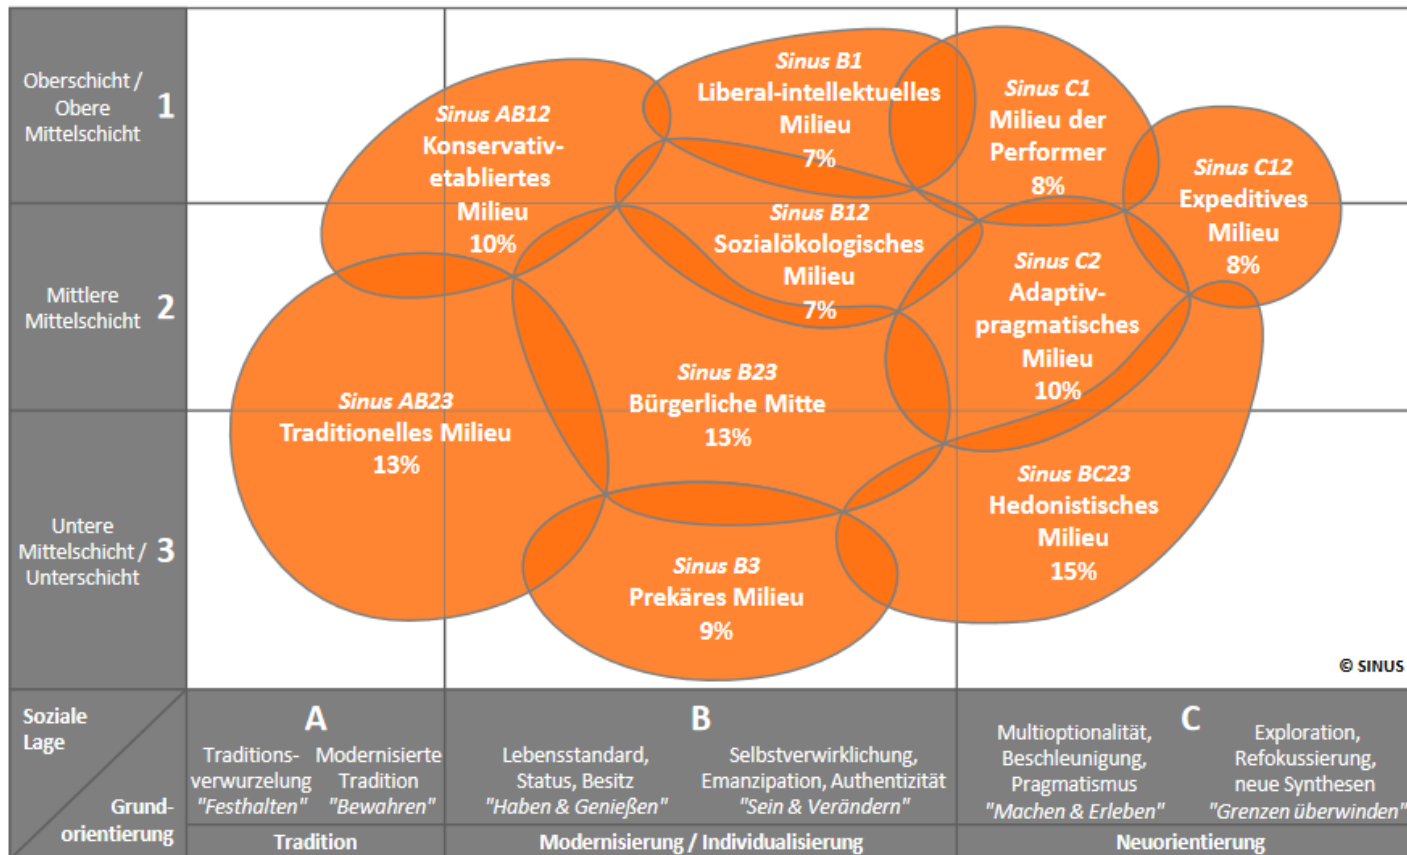 Oberschicht /
Obere
Mittelschicht
1
Mittlere
Mittelschicht
2
Untere
Mittelschicht /
Unterschicht
3
Sinus AB12
Konservativ-
etabliertes
Milieu
10%
Sinus B1
Liberal-intellektuelles
Milieu
7%
Sinus C1
Milieu der
Performer
8%
Sinus C12
Expeditives
Milieu
8%
Sinus B12
Sozialökologisches
Milieu
7%
Sinus C2
Adaptiv-
pragmatisches
Milieu
10%
Sinus AB23
Traditionelles Milieu
13%
Sinus B23
Bürgerliche Mitte
13%
Sinus BC23
Hedonistisches
Milieu
15%
Sinus B3
Prekäres Milieu
9%
© SINUS
Soziale
Lage
Grund-
orientierung
A
Traditions-
verwurzelung
"Festhalten"
Modernisierte
Tradition
"Bewahren"
Tradition
B
Lebensstandard,
Status, Besitz
"Haben & Genießen"
Selbstverwirklichung,
Emanzipation, Authentizität
"Sein & Verändern"
Modernisierung / Individualisierung
C
Multioptionalität,
Beschleunigung,
Pragmatismus
"Machen & Erleben"
Exploration,
Refokussierung,
neue Synthesen
"Grenzen überwinden"
Neuorientierung